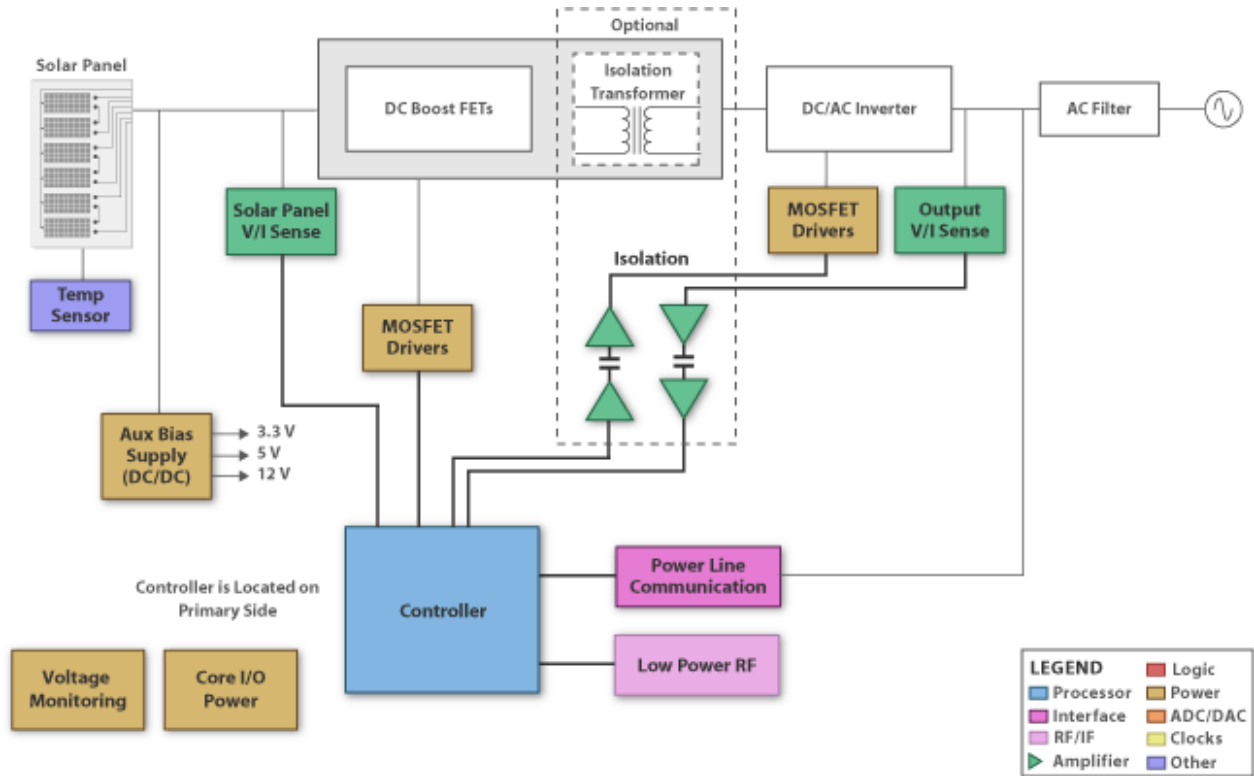 Optional
Solar Panel
Isolation
Transformer
DC Boost FETs
DC/AC Inverter
AC Filter
Solar Panel
V/I Sense
MOSFET
Drivers
Output
V/I Sense
Isolation
Temp
Sensor
MOSFET
Drivers
Aux Bias
Supply
(DC/DC)
3.3 V
5 V
12 V
Controller is Located on
Primary Side
Controller
Power Line
Communication
Low Power RF
Voltage
Monitoring
Core I/O
Power
LEGEND
Processor
Interface
RF/IF
Amplifier
Logic
Power
ADC/DAC
Clocks
Other